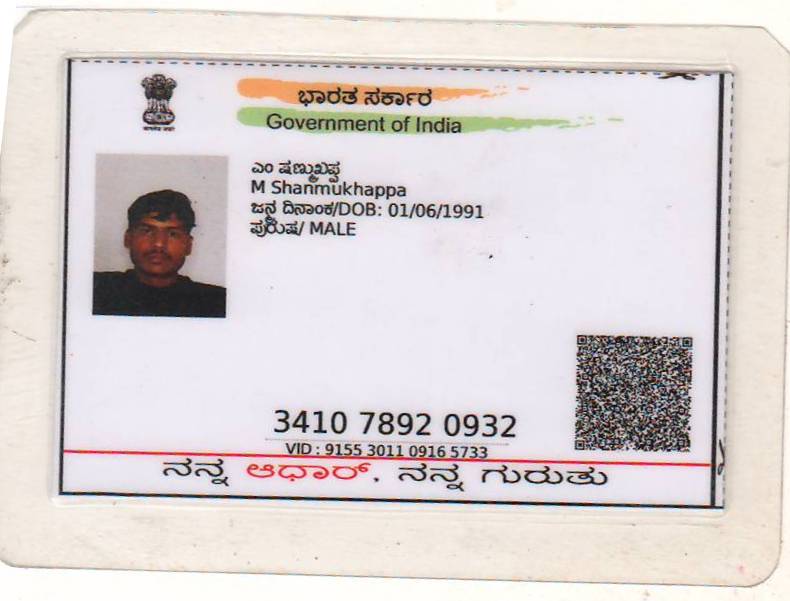 ಭಾರತ ಸರ್ಕಾರ
Government of India
ಎಂ ಷಣ್ಮುಖಪ್ಪ
M Shanmukhappa
ಜನ್ಮ ದಿನಾಂಕ/DOB: 01/06/1991
ಪುರುಷ/ MALE
3410 7892 0932
VID : 9155 3011 0916 5733
ನನ್ನ ಆಧಾರ್, ನನ್ನ ಗುರುತು